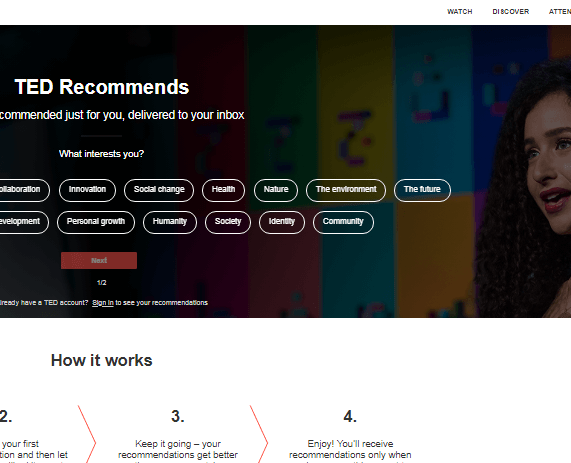 WATCH DISCOVER ATTEN
TED Recommends
commended just for you, delivered to your inbox
What interests you?
ollaboration Innovation Social change Health Nature The environment The future
evelopment Personal growth Humanity Society Identity Community
Next
1/2
lready have a TED account? Sign in to see your recommendations
How it works
2. 3. 4.
your first Keep it going – your Enjoy! You'll receive
tion and then let recommendations get better recommendations only when